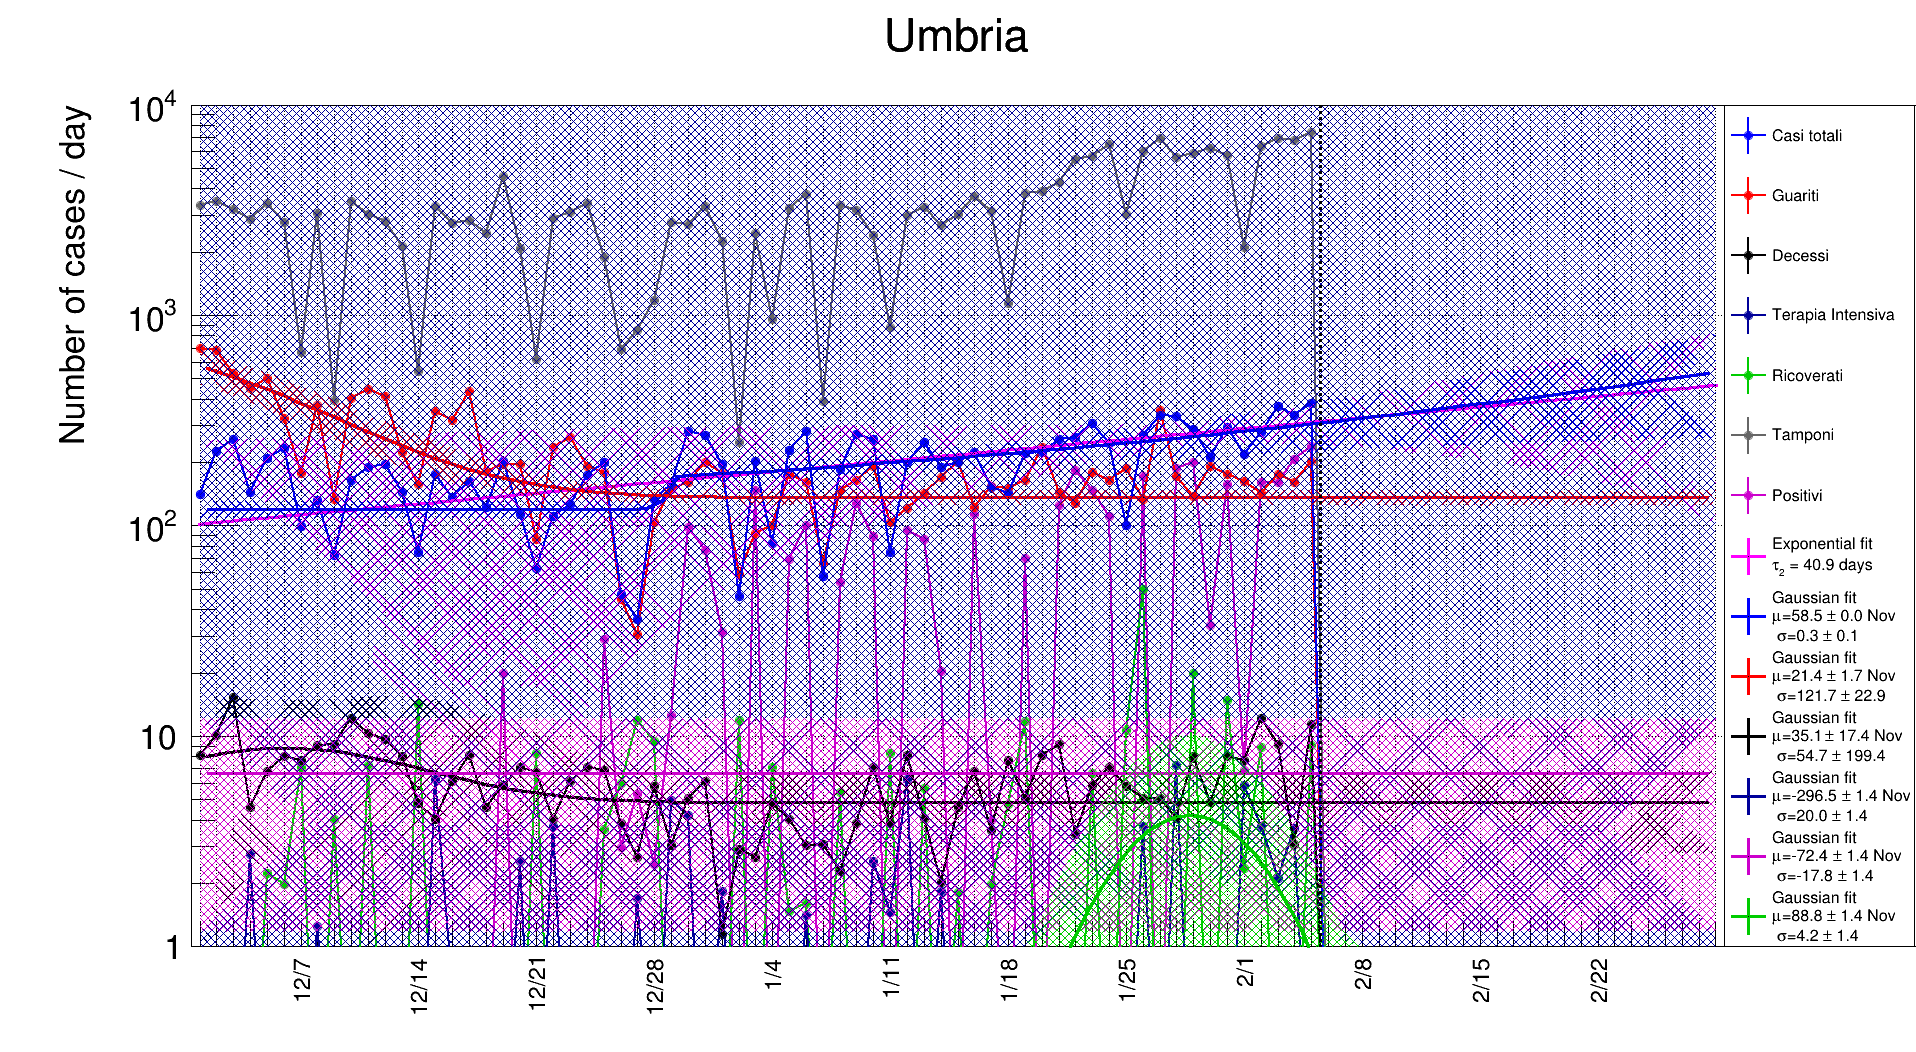 Umbria
Number of cases / day
10^4
10^3
10^2
10
1
12/7
12/14
12/21
12/28
1/4
1/11
1/18
1/25
2/1
2/8
2/15
2/22
Casi totali
Guariti
Decessi
Terapia Intensiva
Ricoverati
Tamponi
Positivi
Exponential fit
τ₂ = 40.9 days
Gaussian fit
μ=58.5 ± 0.0 Nov
σ=0.3 ± 0.1
Gaussian fit
μ=21.4 ± 1.7 Nov
σ=121.7 ± 22.9
Gaussian fit
μ=35.1 ± 17.4 Nov
σ=54.7 ± 199.4
Gaussian fit
μ=-296.5 ± 1.4 Nov
σ=20.0 ± 1.4
Gaussian fit
μ=-72.4 ± 1.4 Nov
σ=-17.8 ± 1.4
Gaussian fit
μ=88.8 ± 1.4 Nov
σ=4.2 ± 1.4